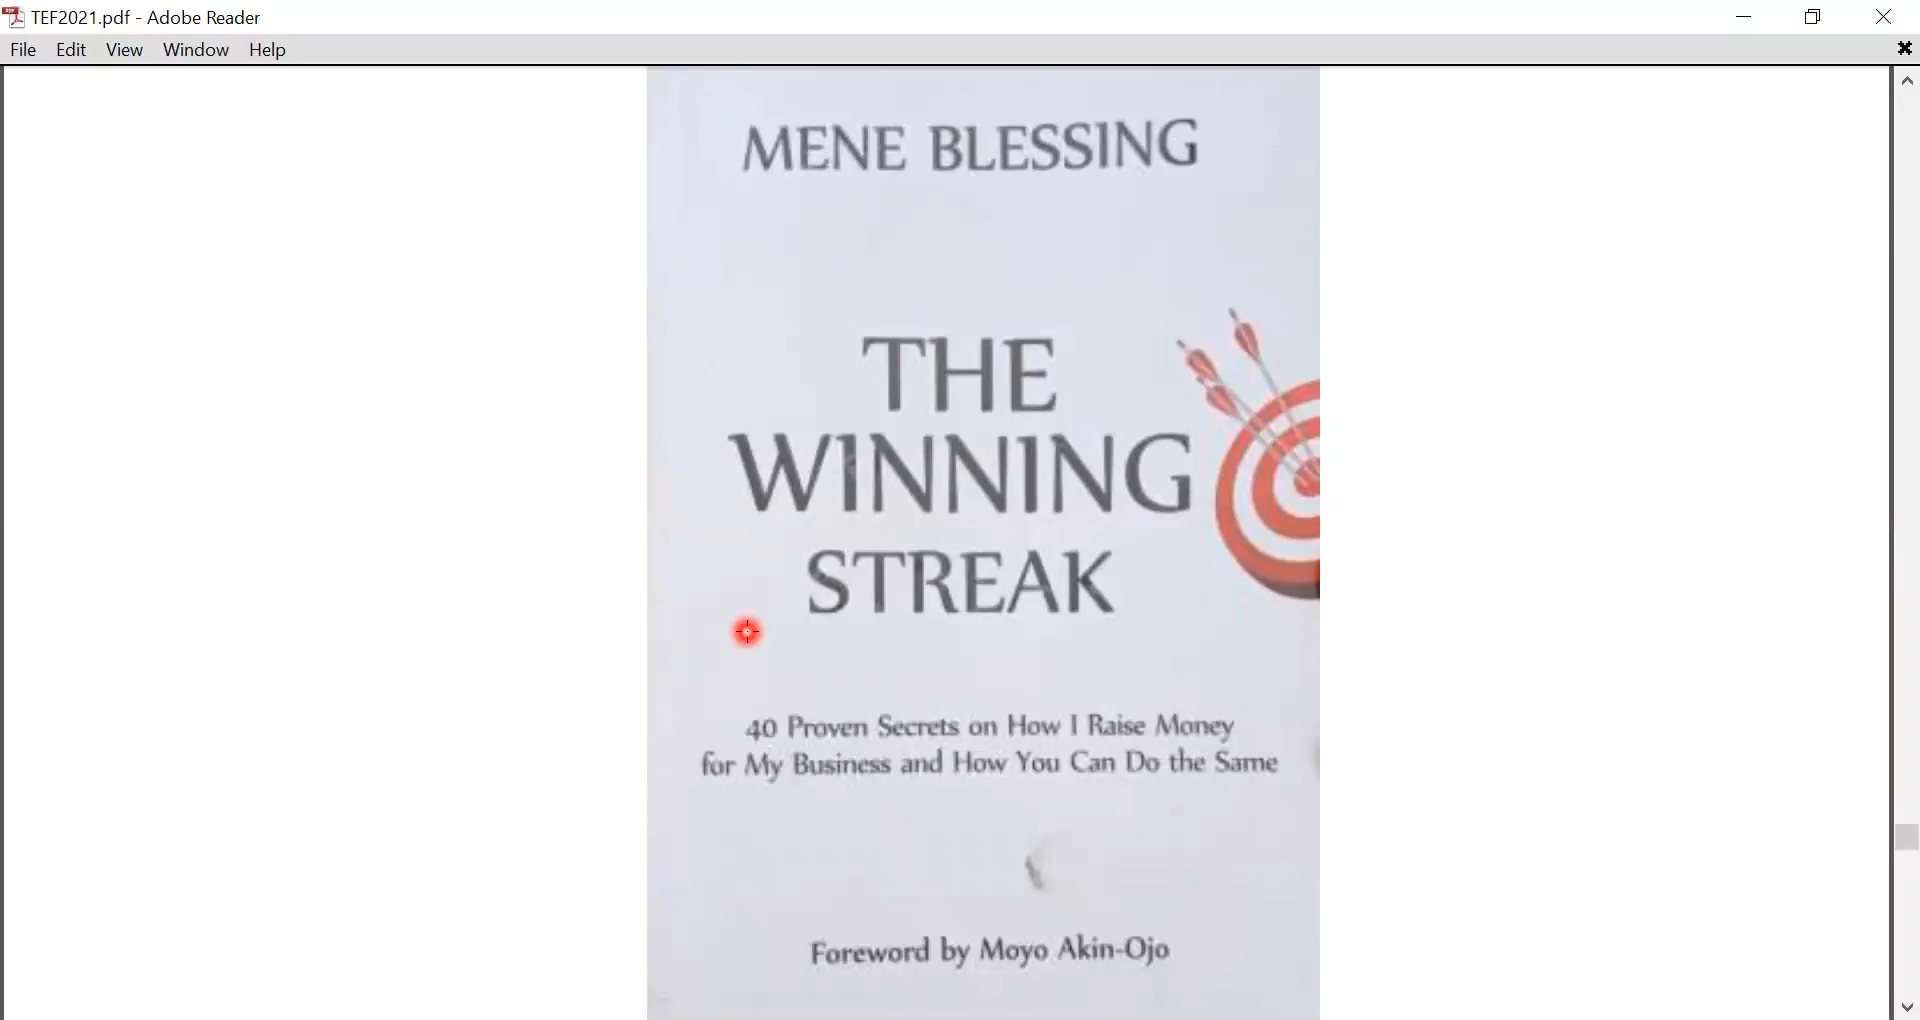 TEF2021.pdf - Adobe Reader
File Edit View Window Help
MENE BLESSING
THE
WINNING
STREAK
40 Proven Secrets on How I Raise Money
for My Business and How You Can Do the Same
Foreword by Moyo Akin-Ojo